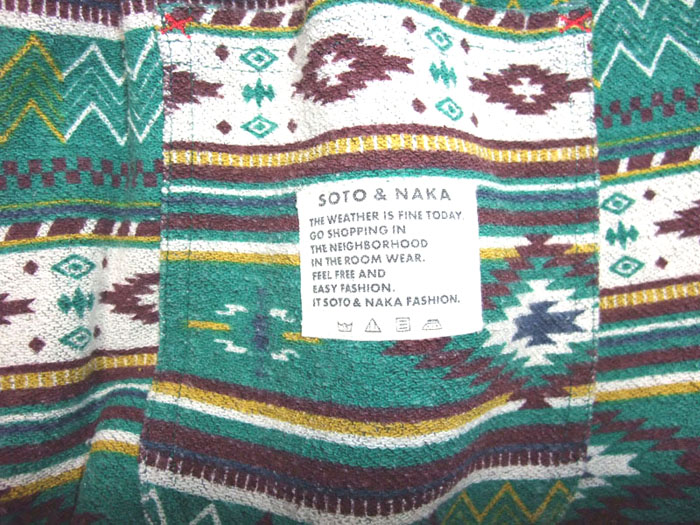 SOTO & NAKA
THE WEATHER IS FINE TODAY.
GO SHOPPING IN
THE NEIGHBORHOOD
IN THE ROOM WEAR.
FEEL FREE AND
EASY FASHION.
IT SOTO & NAKA FASHION.